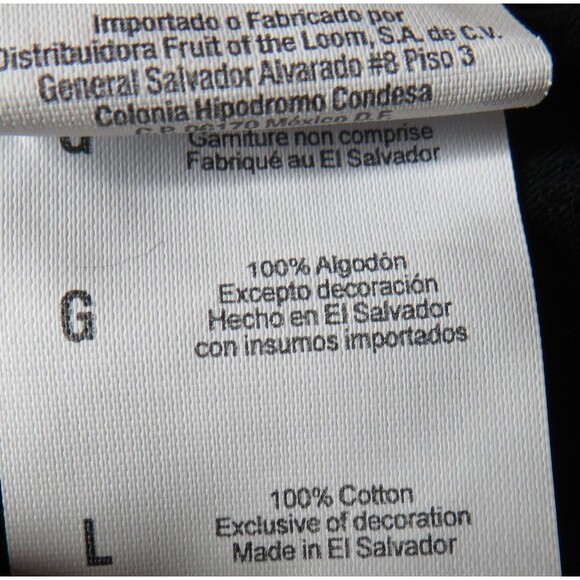 Importado o Fabricado por
Distribuidora Fruit of the Loom, S.A. de C.V.
General Salvador Alvarado #8 Piso 3
Colonia Hipodromo Condesa
C.P. 06170 México D.F.
G
Garniture non comprise
Fabriqué au El Salvador
G
100% Algodón
Excepto decoración
Hecho en El Salvador
con insumos importados
L
100% Cotton
Exclusive of decoration
Made in El Salvador